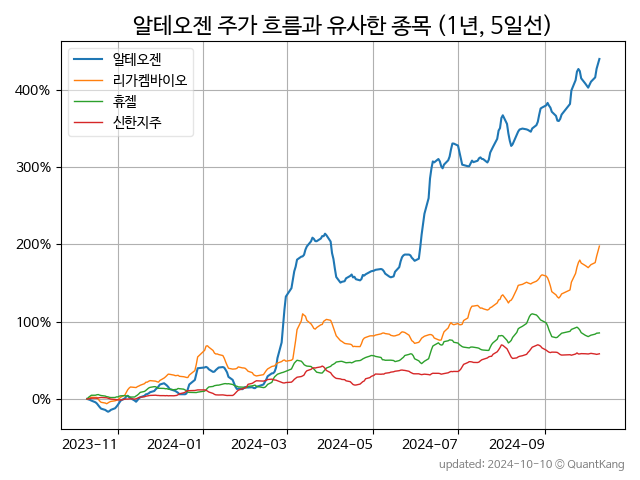 알테오젠 주가 흐름과 유사한 종목 (1년, 5일선)
알테오젠
리가켐바이오
휴젤
신한지주
400%
300%
200%
100%
0%
2023-11 2024-01 2024-03 2024-05 2024-07 2024-09
updated: 2024-10-10 © QuantKang